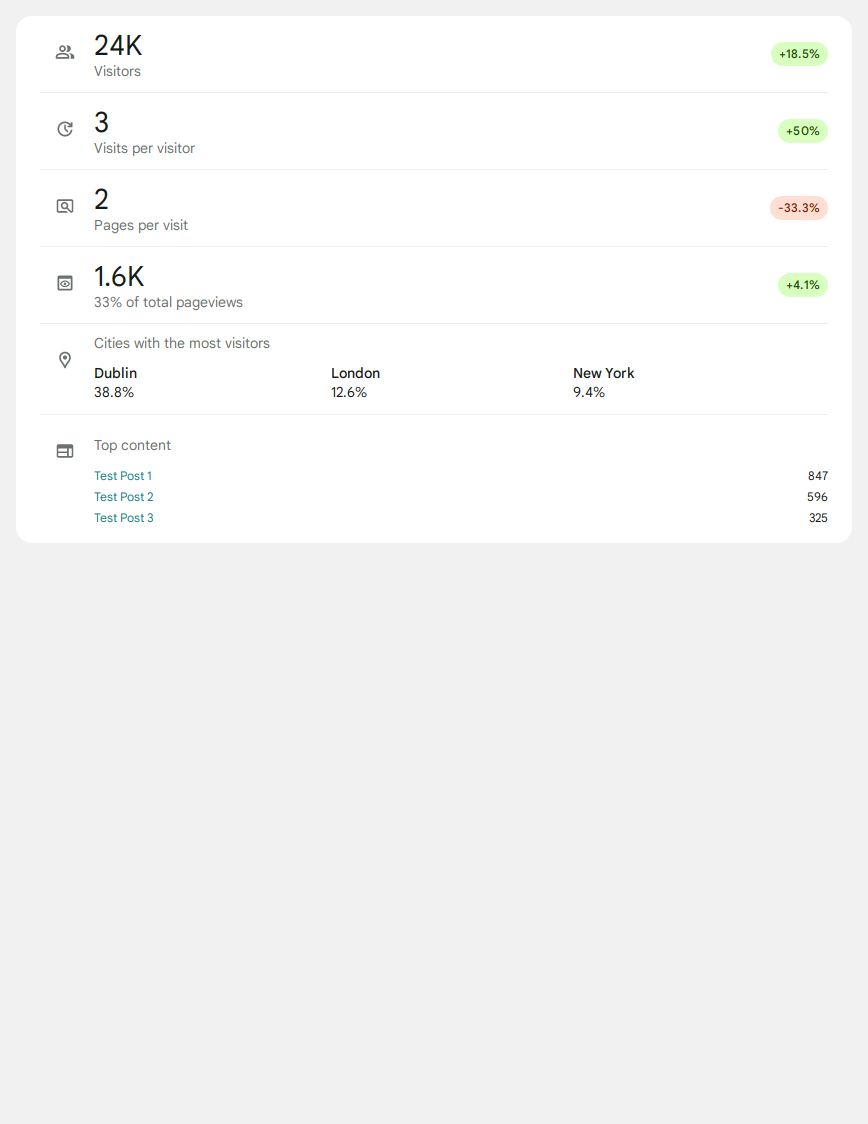 24K
Visitors
+18.5%
3
Visits per visitor
+50%
2
Pages per visit
-33.3%
1.6K
33% of total pageviews
+4.1%
Cities with the most visitors
Dublin London New York
38.8% 12.6% 9.4%
Top content
Test Post 1 847
Test Post 2 596
Test Post 3 325